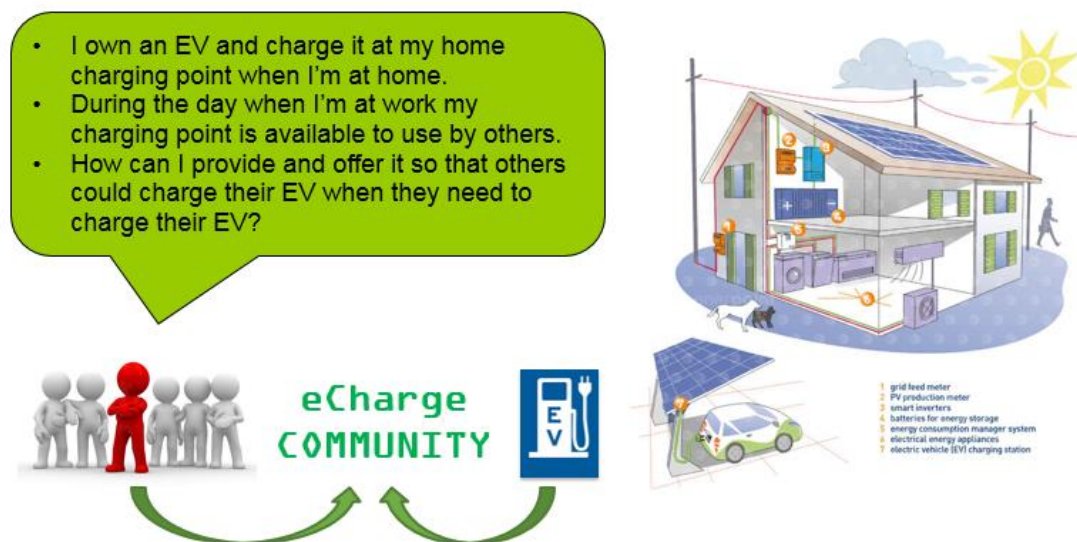 • I own an EV and charge it at my home
charging point when I'm at home.
• During the day when I'm at work my
charging point is available to use by others.
• How can I provide and offer it so that others
could charge their EV when they need to
charge their EV?
eCharge
COMMUNITY
E
V
1 grid feed meter
2 PV production meter
3 smart inverters
4 batteries for energy storage
5 energy consumption manager system
6 electrical energy appliances
7 electric vehicle (EV) charging station